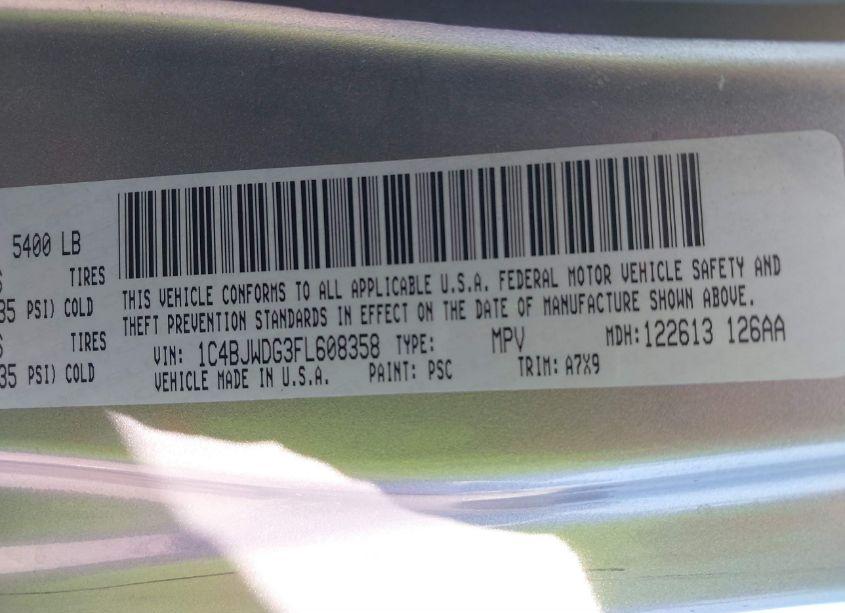 5400 LB
TIRES
35 PSI) COLD
TIRES
35 PSI) COLD
THIS VEHICLE CONFORMS TO ALL APPLICABLE U.S.A. FEDERAL MOTOR VEHICLE SAFETY AND
THEFT PREVENTION STANDARDS IN EFFECT ON THE DATE OF MANUFACTURE SHOWN ABOVE.
VIN: 1C4BJWDG3FL608358 TYPE: MPV MDH:122613 126AA
VEHICLE MADE IN U.S.A. PAINT: PSC TRIM: A7X9